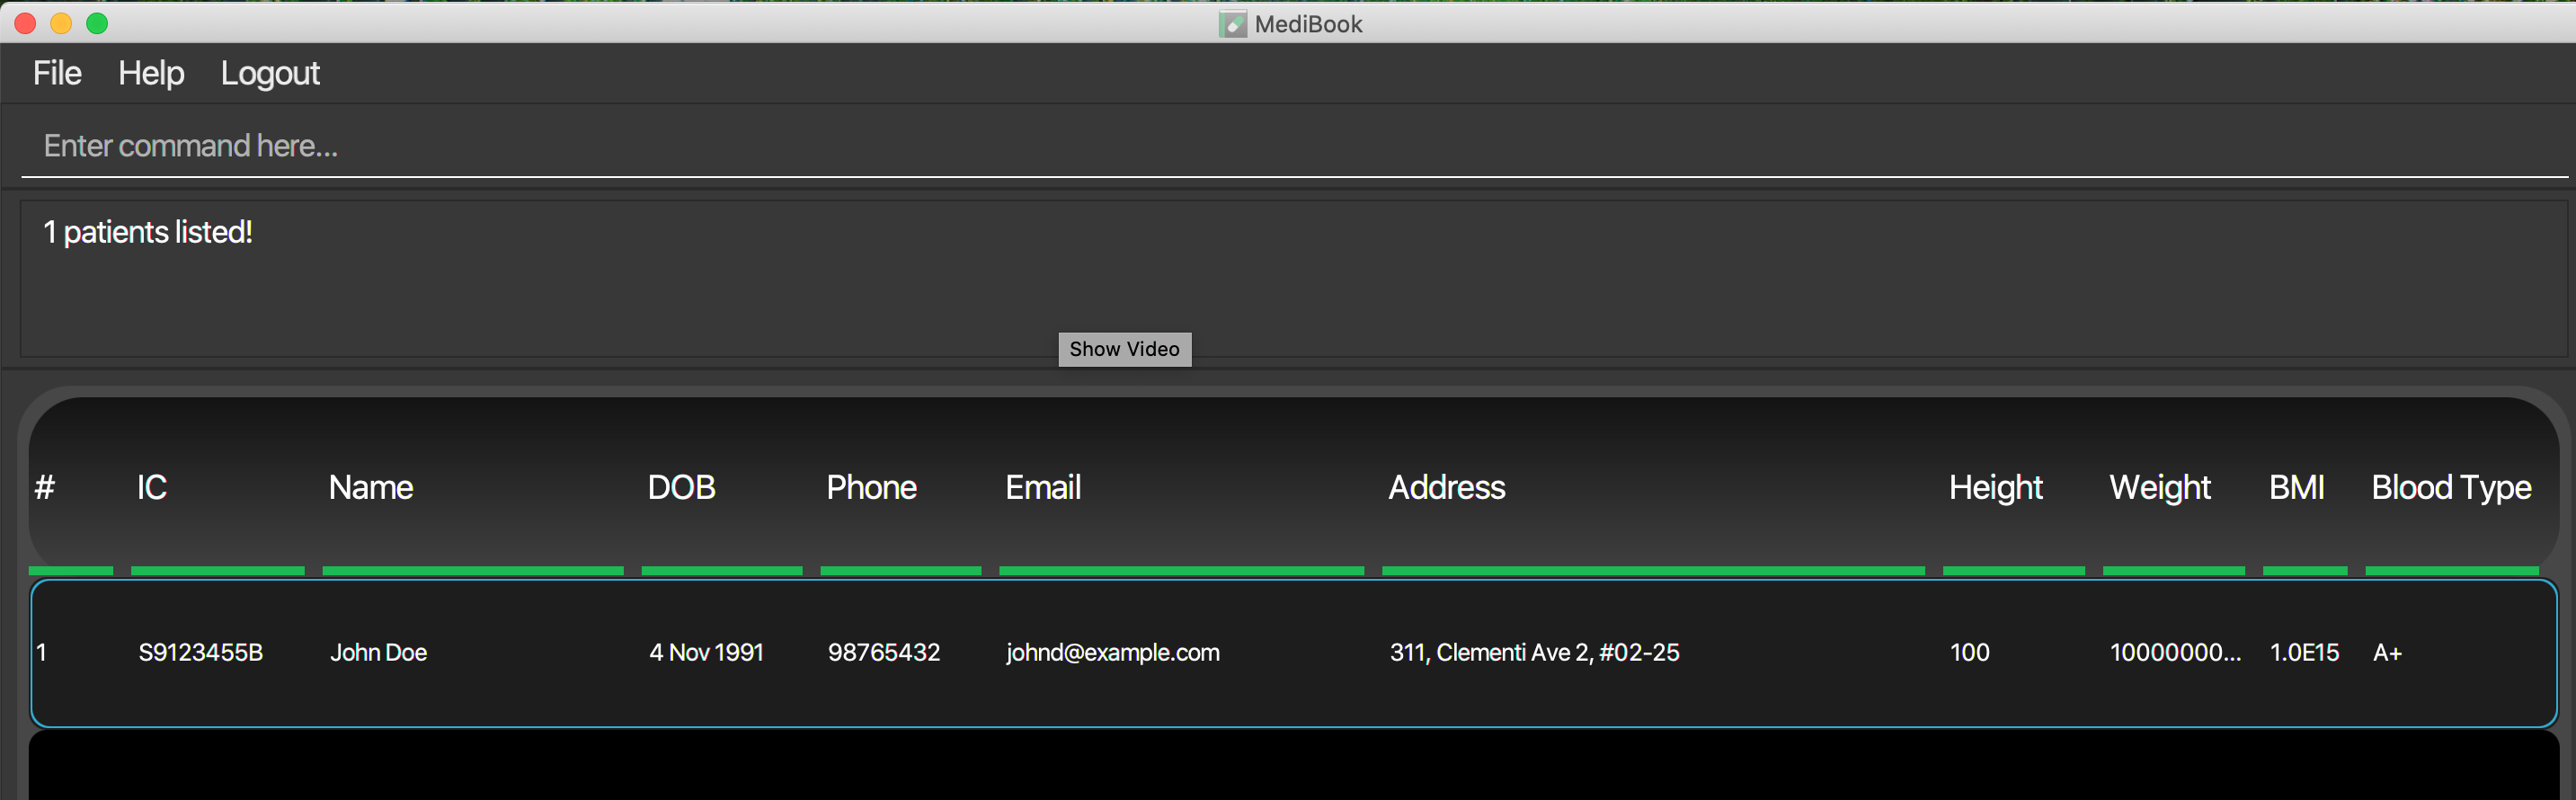 MediBook
File Help Logout
Enter command here...
1 patients listed!
Show Video
# IC Name DOB Phone Email Address Height Weight BMI Blood Type
1 S9123455B John Doe 4 Nov 1991 98765432 johnd@example.com 311, Clementi Ave 2, #02-25 100 10000000... 1.0E15 A+